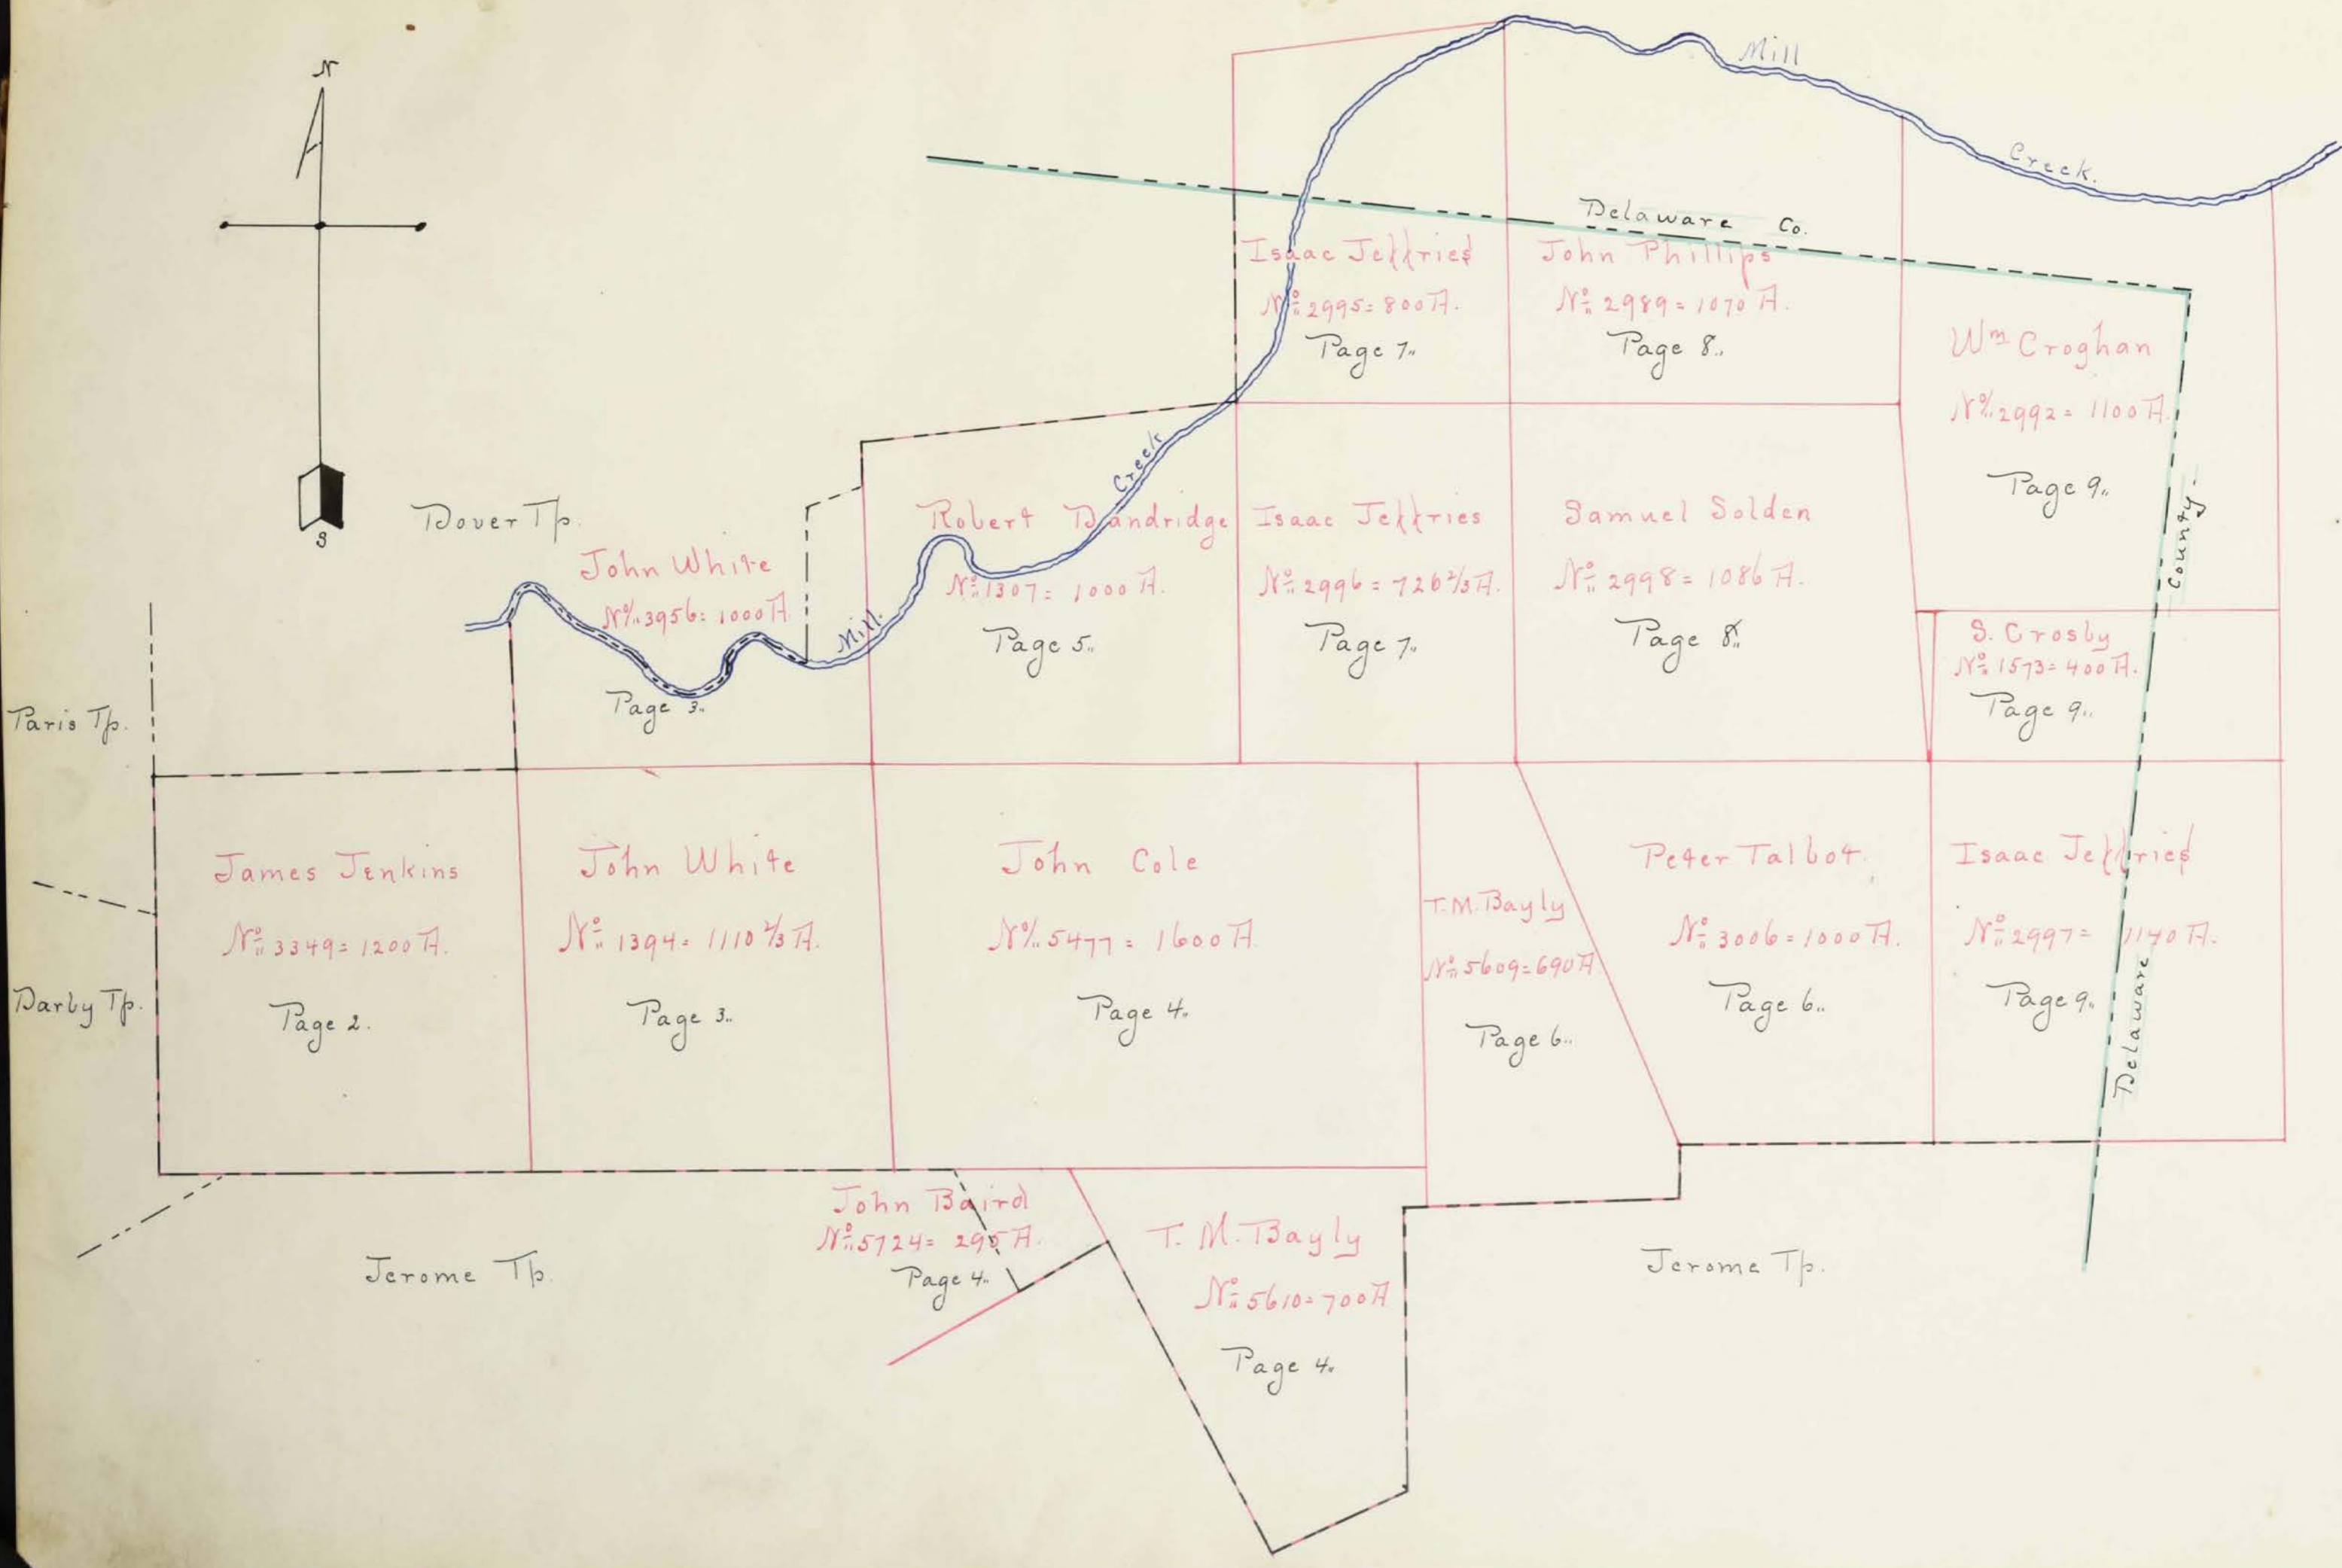 N
S
Mill
Creek.
Delaware Co.
Isaac Jeffries
No 2995= 800 A.
Page 7.
John Phillips
No 2989= 1070 A.
Page 8.
Wm Croghan
No 2992= 1100 A.
Page 9.
County
Delaware
Dover Tp.
John White
No 3956= 1000 A.
Page 3.
Mill.
Creek
Robert Dandridge
No 1307= 1000 A.
Page 5.
Isaac Jeffries
No 2996= 726 2/3 A.
Page 7.
Samuel Solden
No 2998= 1086 A.
Page 8.
S. Crosby
No 1573= 400 A.
Page 9.
Paris Tp.
Darby Tp.
James Jenkins
No 3349= 1200 A.
Page 2.
John White
No 1394= 1110 2/3 A.
Page 3.
John Cole
No 5477= 1600 A.
Page 4.
T.M. Bayly
No 5609= 690 A
Page 6.
Peter Talbot.
No 3006= 1000 A.
Page 6.
Isaac Jeffries
No 2997= 1140 A.
Page 9.
John Baird
No 5724= 295 A.
Page 4.
T. M. Bayly
No 5610= 700 A
Page 4.
Jerome Tp.
Jerome Tp.